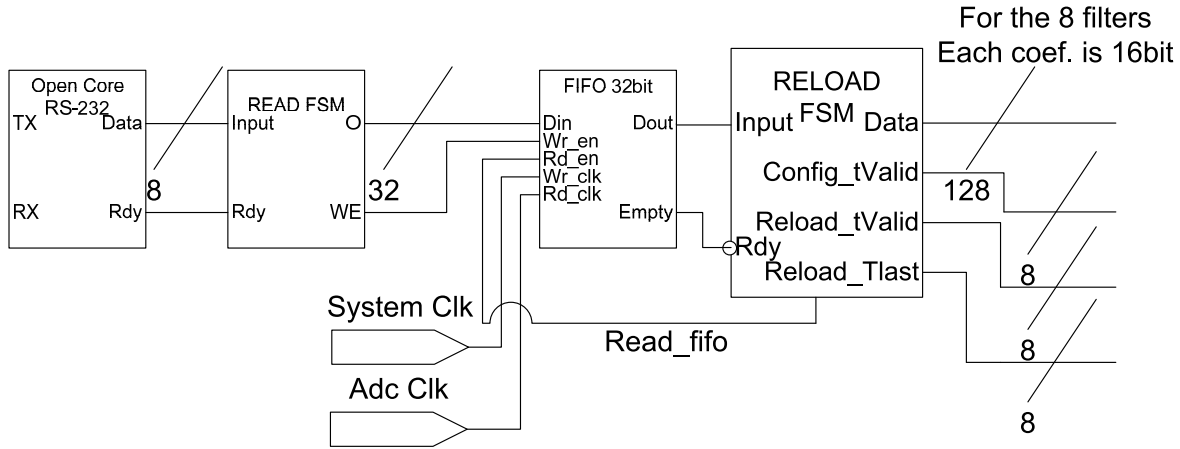 For the 8 filters
Each coef. is 16bit
Open Core
RS-232
TX
Data
RX
Rdy
8
READ FSM
Input
O
Rdy
WE
32
FIFO 32bit
Din
Wr_en
Rd_en
Wr_clk
Rd_clk
Dout
Empty
RELOAD
FSM
Input
Data
Config_tValid
Reload_tValid
Rdy
Reload_Tlast
128
8
8
8
System Clk
Read_fifo
Adc Clk